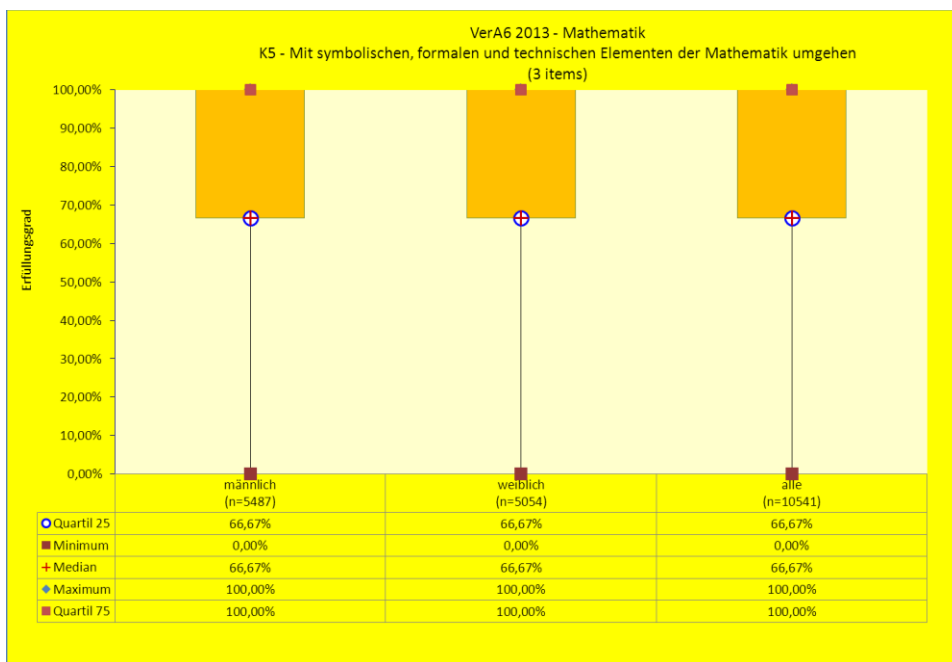 VerA6 2013 - Mathematik
K5 - Mit symbolischen, formalen und technischen Elementen der Mathematik umgehen
(3 items)
100,00%
90,00%
80,00%
70,00%
60,00%
50,00%
40,00%
30,00%
20,00%
10,00%
0,00%
Erfüllungsgrad
männlich weiblich alle
(n=5487) (n=5054) (n=10541)
Quartil 25 66,67% 66,67% 66,67%
Minimum 0,00% 0,00% 0,00%
Median 66,67% 66,67% 66,67%
Maximum 100,00% 100,00% 100,00%
Quartil 75 100,00% 100,00% 100,00%